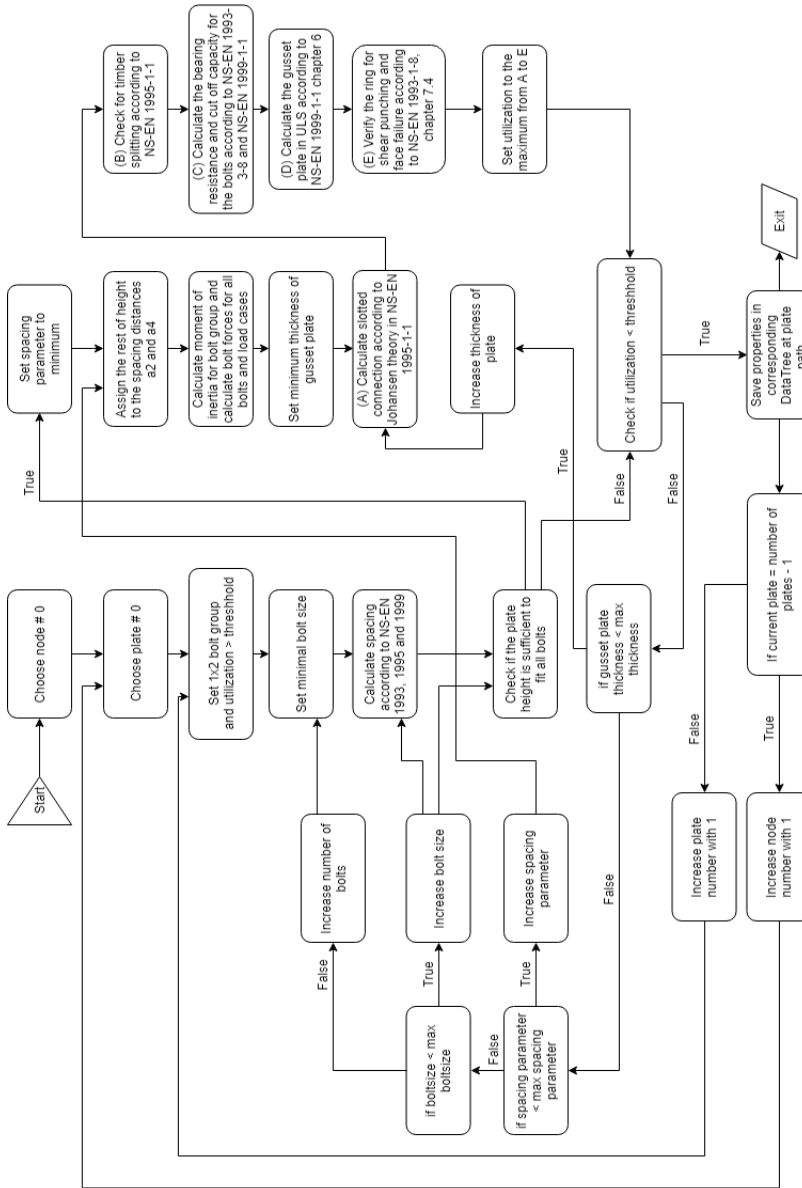 Start
Choose node # 0
Choose plate # 0
Set 1x2 bolt group
and utilization > threshhold
Set minimal bolt size
Calculate spacing
according to NS-EN
1993, 1995 and 1999
Check if the plate
height is sufficient to
fit all bolts
True
False
Set spacing
parameter to
minimum
Assign the rest of height
to the spacing distances
a2 and a4
Calculate moment of
inertia for bolt group and
calculate bolt forces for all
bolts and load cases
Set minimum thickness of
gusset plate
(A) Calculate slotted
connection according to
Johansen theory in NS-EN
1995-1-1
Increase thickness of
plate
(B) Check for timber
splitting according to
NS-EN 1995-1-1
(C) Calculate the bearing
resistance and cut off capacity for
the bolts according to NS-EN 1993-
3-8 and NS-EN 1999-1-1
(D) Calculate the gusset
plate in ULS according to
NS-EN 1999-1-1 chapter 6
(E) Verify the ring for
shear punching and
face failure according
to NS-EN 1993-1-8,
chapter 7.4
Set utilization to the
maximum from A to E
Check if utilization < threshhold
True
False
if gusset plate
thickness < max
thickness
True
False
if spacing parameter
< max spacing
parameter
True
False
Increase spacing
parameter
if boltsize < max
boltsize
True
False
Increase bolt size
Increase number of
bolts
Save properties in
corresponding
DataTree at plate
path
Exit
If current plate = number of
plates - 1
False
True
Increase plate
number with 1
Increase node
number with 1